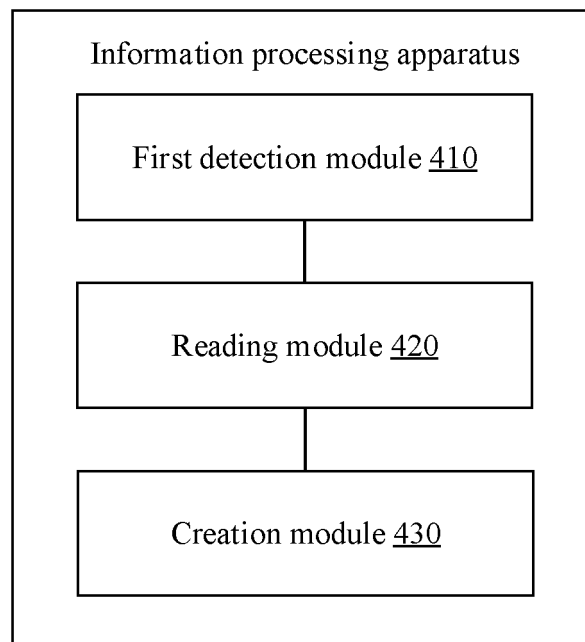 Information processing apparatus
First detection module 410
Reading module 420
Creation module 430